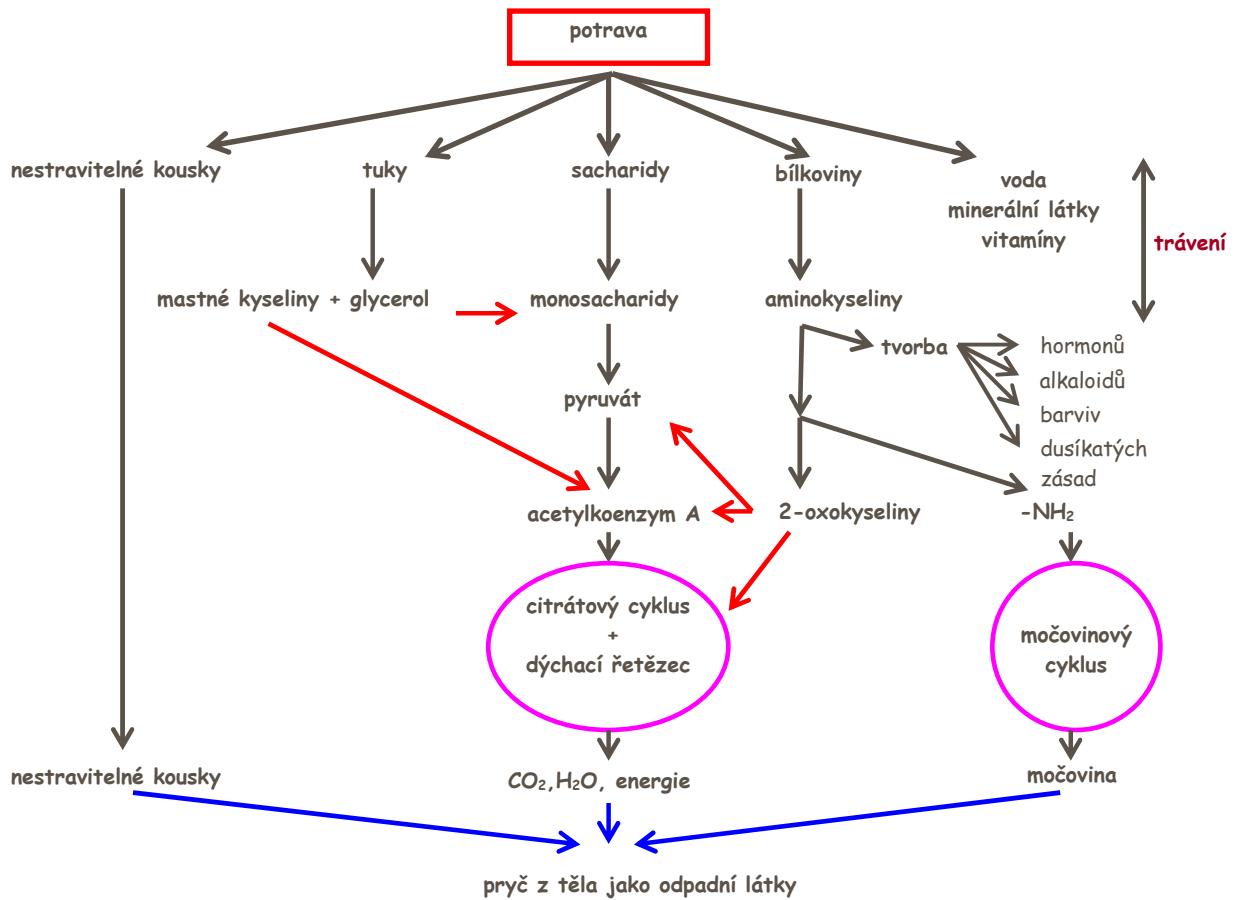 potrava
nestravitelné kousky
tuky
sacharidy
bílkoviny
voda
minerální látky
vitamíny
trávení
mastné kyseliny + glycerol
monosacharidy
aminokyseliny
tvorba
hormonů
alkaloidů
barviv
dusíkatých
zásad
pyruvát
acetylkoenzym A
2-oxokyseliny
-NH₂
citrátový cyklus
+
dýchací řetězec
močovinový
cyklus
nestravitelné kousky
CO₂,H₂O, energie
močovina
pryč z těla jako odpadní látky